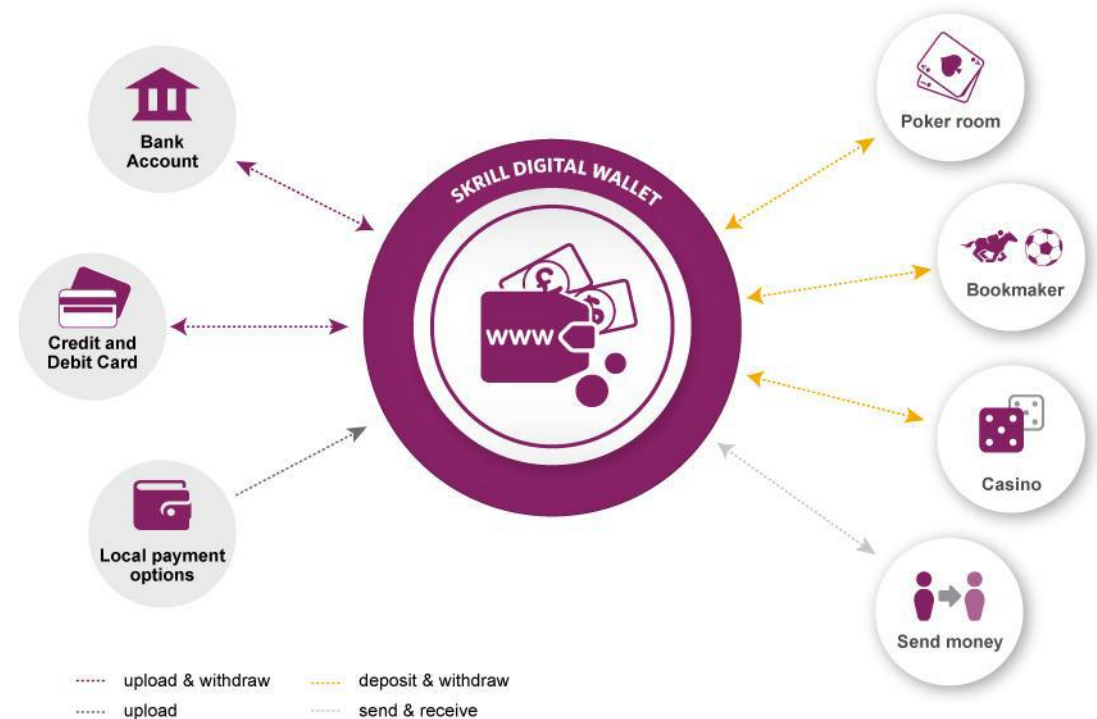 Bank
Account
Credit and
Debit Card
Local payment
options
SKRILL DIGITAL WALLET
£
www
Poker room
Bookmaker
Casino
Send money
upload & withdraw
deposit & withdraw
upload
send & receive